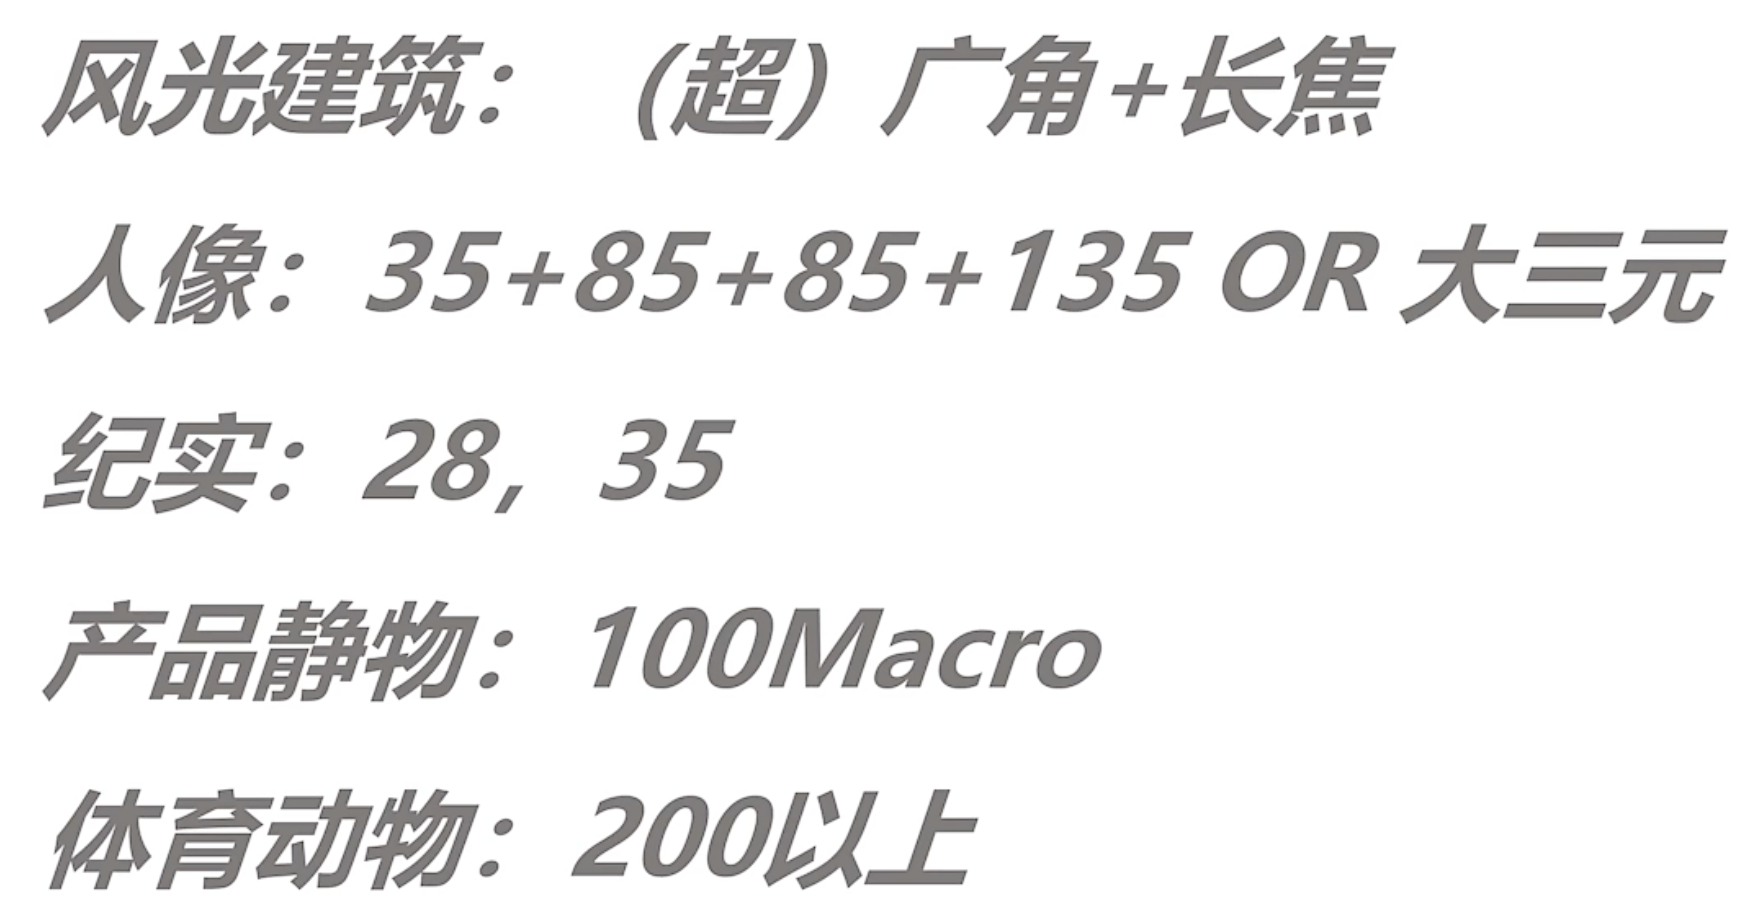 风光建筑：（超）广角+长焦
人像：35+85+85+135 OR 大三元
纪实：28，35
产品静物：100Macro
体育动物：200以上